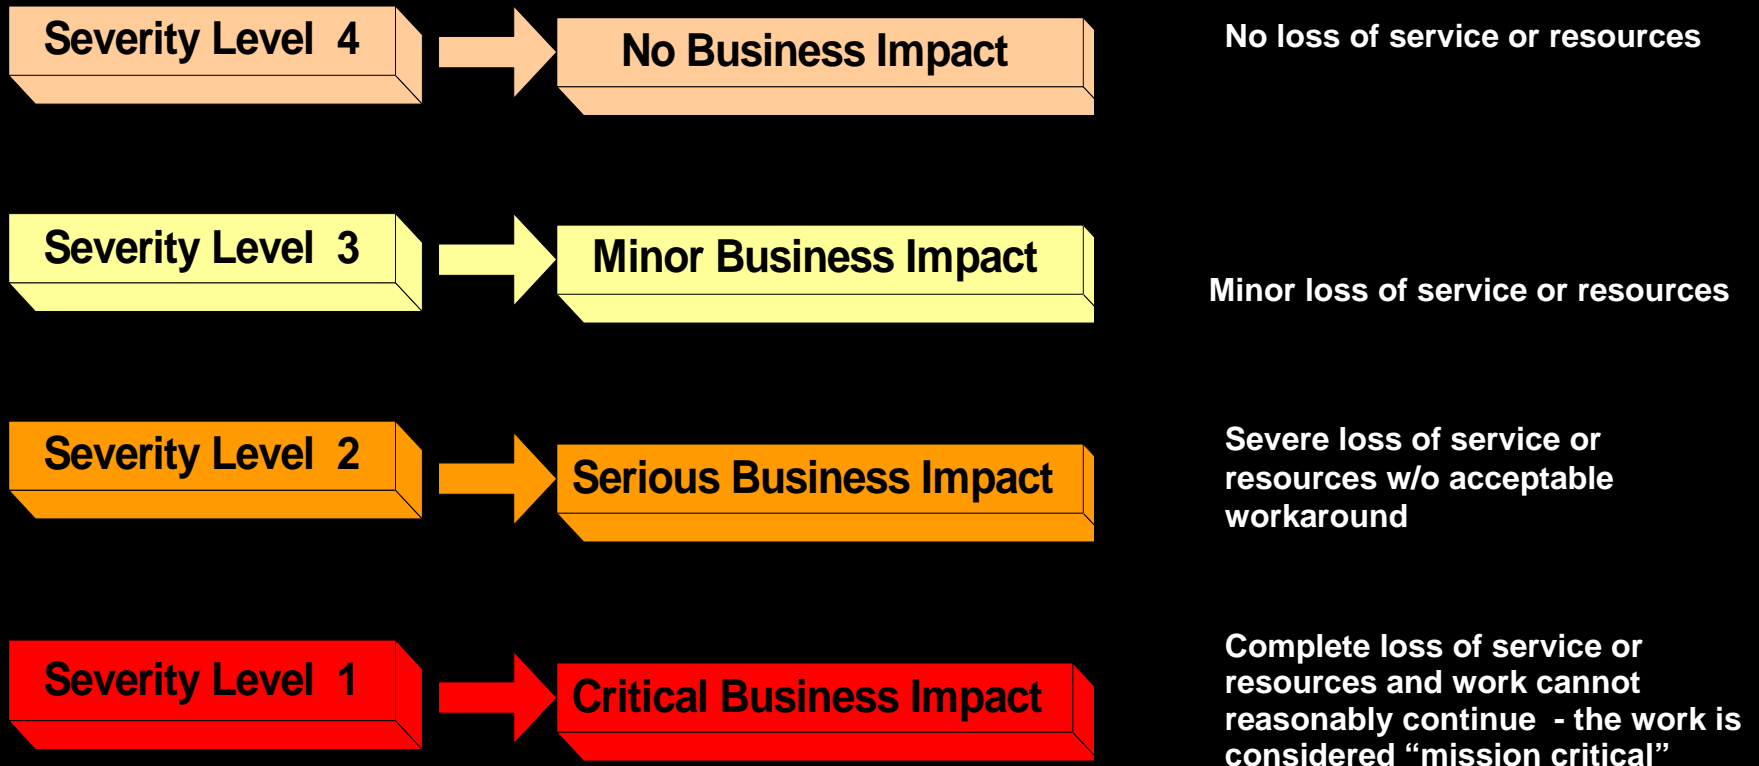 Severity Level 4
No Business Impact
No loss of service or resources
Severity Level 3
Minor Business Impact
Minor loss of service or resources
Severity Level 2
Serious Business Impact
Severe loss of service or
resources w/o acceptable
workaround
Severity Level 1
Critical Business Impact
Complete loss of service or
resources and work cannot
reasonably continue - the work is
considered “mission critical”